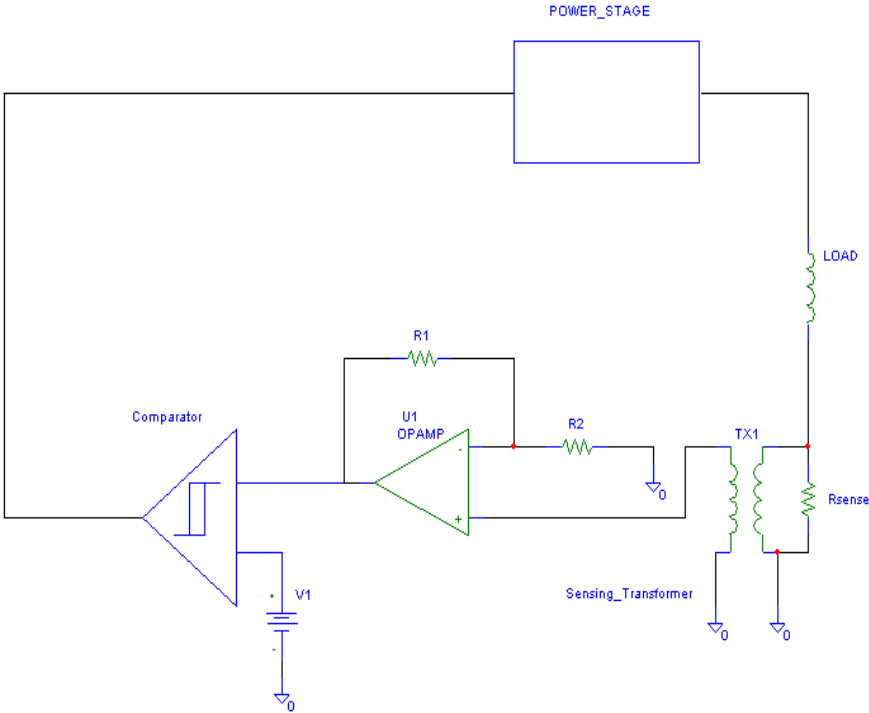 POWER_STAGE
LOAD
R1
Comparator
U1
OPAMP
R2
TX1
-
+
0
Rsense
+
V1
Sensing_Transformer
-
0
0
0